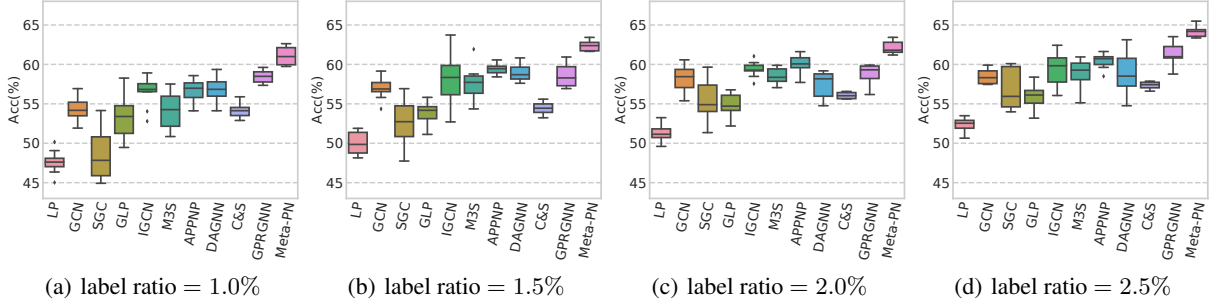 Acc(%)
65
60
55
50
45
LP
GCN
SGC
GLP
IGCN
M3S
APPNP
DAGNN
C&S
GPRGNN
Meta-PN
(a) label ratio = 1.0%
Acc(%)
65
60
55
50
45
LP
GCN
SGC
GLP
IGCN
M3S
APPNP
DAGNN
C&S
GPRGNN
Meta-PN
(b) label ratio = 1.5%
Acc(%)
65
60
55
50
45
LP
GCN
SGC
GLP
IGCN
M3S
APPNP
DAGNN
C&S
GPRGNN
Meta-PN
(c) label ratio = 2.0%
Acc(%)
65
60
55
50
45
LP
GCN
SGC
GLP
IGCN
M3S
APPNP
DAGNN
C&S
GPRGNN
Meta-PN
(d) label ratio = 2.5%